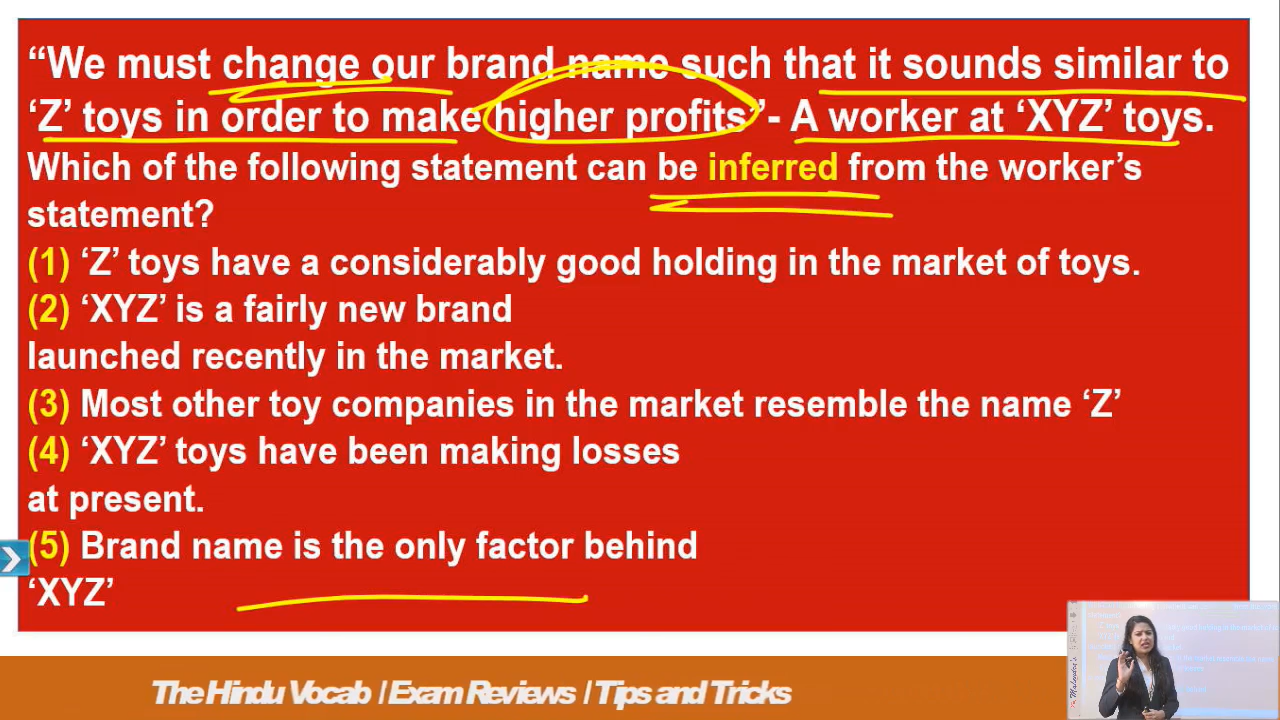 “We must change our brand name such that it sounds similar to
‘Z’ toys in order to make higher profits”- A worker at ‘XYZ’ toys.
Which of the following statement can be inferred from the worker’s
statement?
(1) ‘Z’ toys have a considerably good holding in the market of toys.
(2) ‘XYZ’ is a fairly new brand
launched recently in the market.
(3) Most other toy companies in the market resemble the name ‘Z’
(4) ‘XYZ’ toys have been making losses
at present.
(5) Brand name is the only factor behind
‘XYZ’
The Hindu Vocab / Exam Reviews / Tips and Tricks